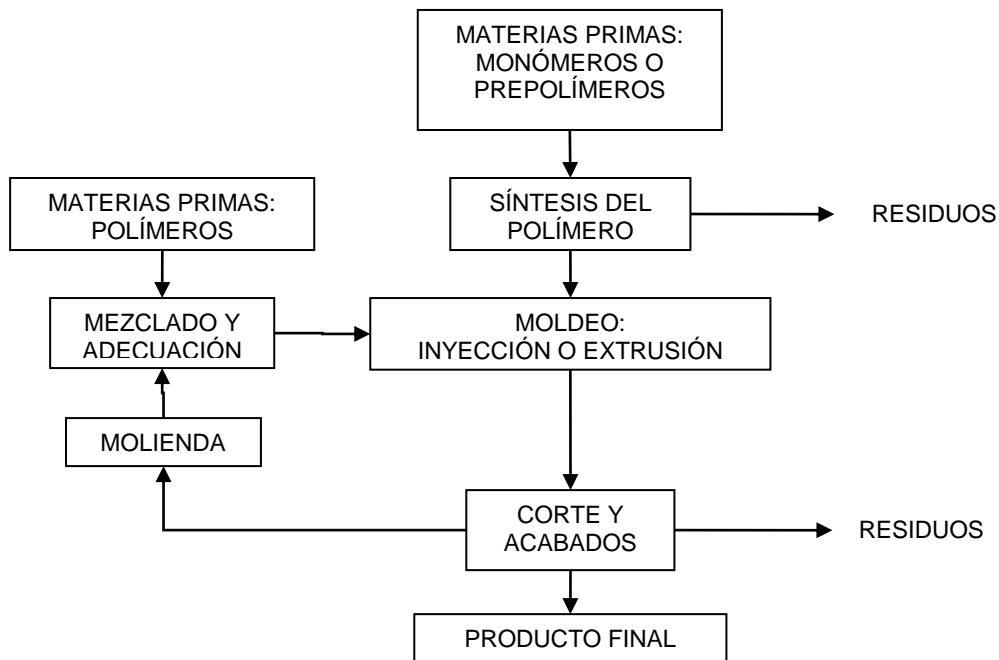 MATERIAS PRIMAS:
MONÓMEROS O
PREPOLÍMEROS
MATERIAS PRIMAS:
POLÍMEROS
SÍNTESIS DEL
POLÍMERO
RESIDUOS
MEZCLADO Y
ADECUACIÓN
MOLDEO:
INYECCIÓN O EXTRUSIÓN
MOLIENDA
CORTE Y
ACABADOS
RESIDUOS
PRODUCTO FINAL